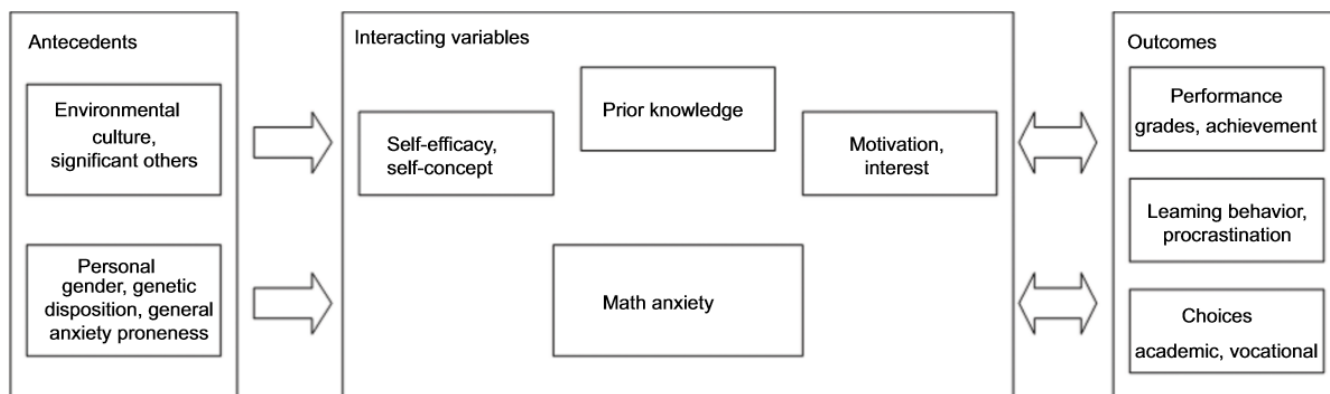 Antecedents
Environmental
culture,
significant others
Personal
gender, genetic
disposition, general
anxiety proneness
Interacting variables
Self-efficacy,
self-concept
Prior knowledge
Motivation,
interest
Math anxiety
Outcomes
Performance
grades, achievement
Leaming behavior,
procrastination
Choices
academic, vocational